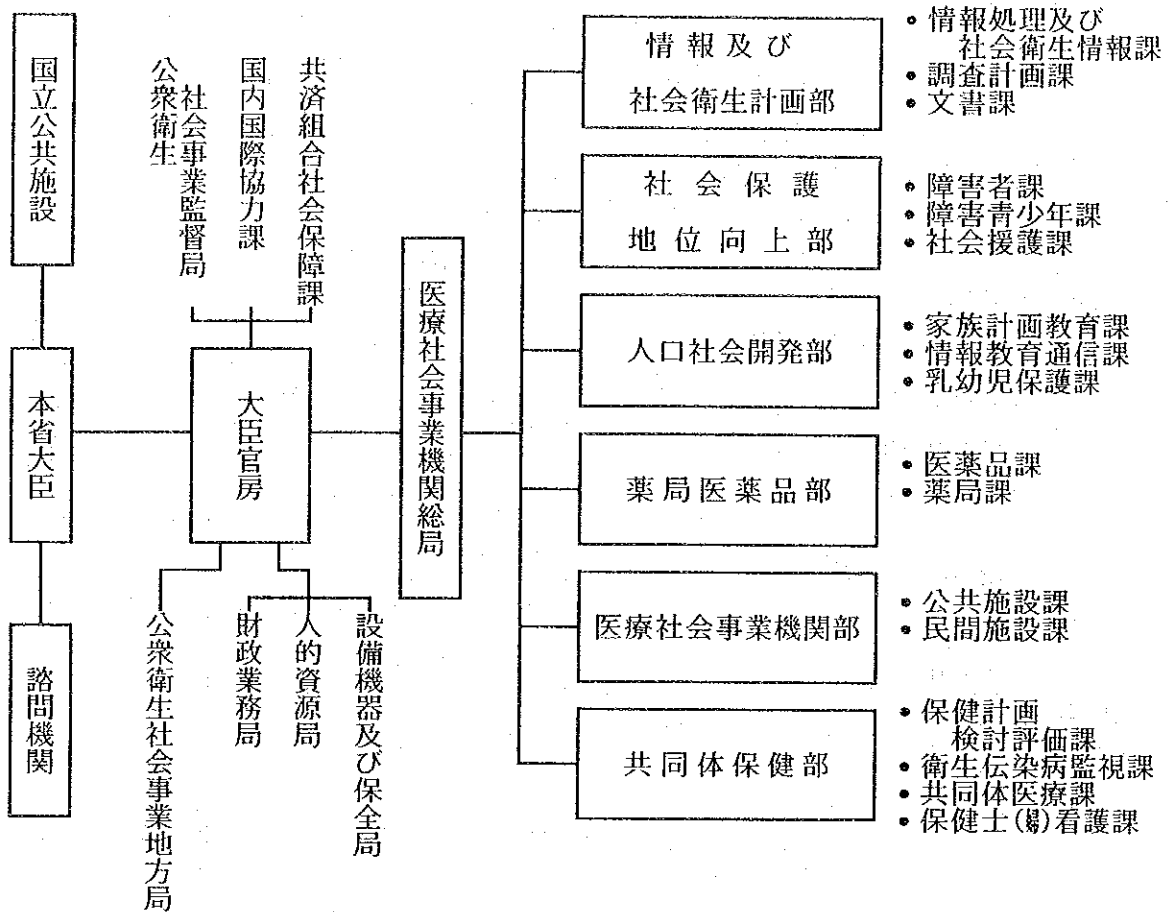 国立公共施設
本省大臣
諮問機関
公衆衛生
社会事業監督局
国内国際協力課
共済組合社会保障課
大臣官房
公衆衛生社会事業地方局
財政業務局
人的資源局
設備機器及び保全局
医療社会事業機関総局
情報及び
社会衛生計画部
• 情報処理及び
社会衛生情報課
• 調査計画課
• 文書課
社会保護
地位向上部
• 障害者課
• 障害青少年課
• 社会援護課
人口社会開発部
• 家族計画教育課
• 情報教育通信課
• 乳幼児保護課
薬局医薬品部
• 医薬品課
• 薬局課
医療社会事業機関部
• 公共施設課
• 民間施設課
共同体保健部
• 保健計画
検討評価課
• 衛生伝染病監視課
• 共同体医療課
• 保健士(婦)看護課